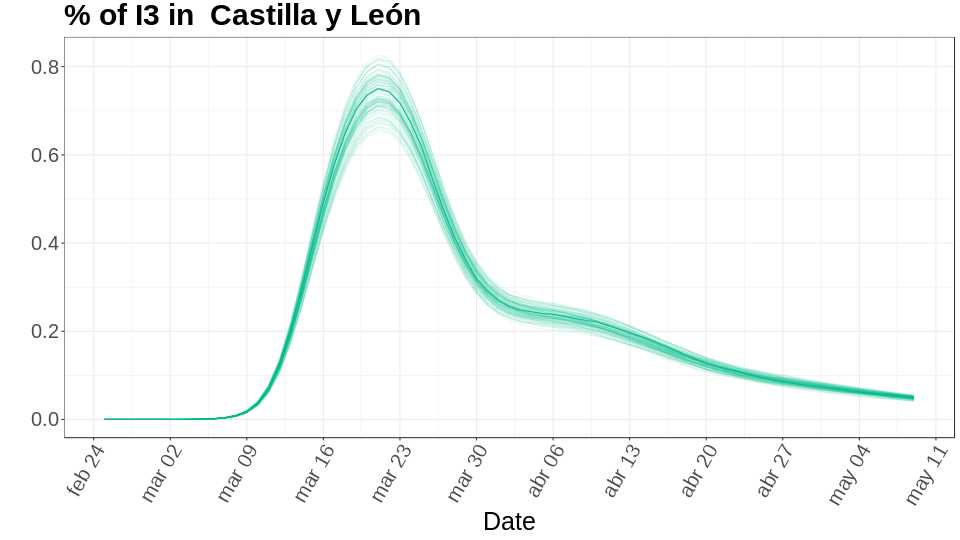 % of I3 in  Castilla y León
0.8
0.6
0.4
0.2
0.0
feb 24
mar 02
mar 09
mar 16
mar 23
mar 30
abr 06
abr 13
abr 20
abr 27
may 04
may 11
Date